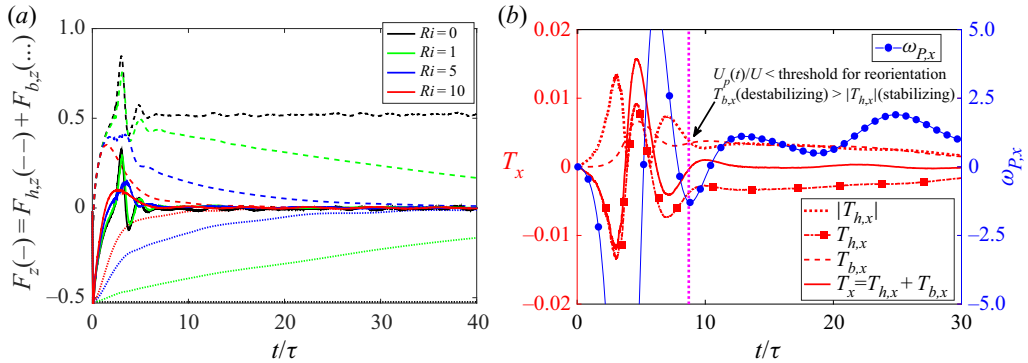 (a)
F_z(–) = F_{h,z}(– –) + F_{b,z}(...)
1.0
0.5
0
–0.5
0
10
20
30
40
t/τ
Ri = 0
Ri = 1
Ri = 5
Ri = 10
(b)
T_x
0.02
0.01
0
–0.01
–0.02
0
5
10
15
20
25
30
t/τ
5.0
2.5
0
–2.5
–5.0
ω_{P,x}
ω_{P,x}
U_p(t)/U < threshold for reorientation
T_{b,x}(destabilizing) > |T_{h,x}|(stabilizing)
|T_{h,x}|
T_{h,x}
T_{b,x}
T_x=T_{h,x} + T_{b,x}